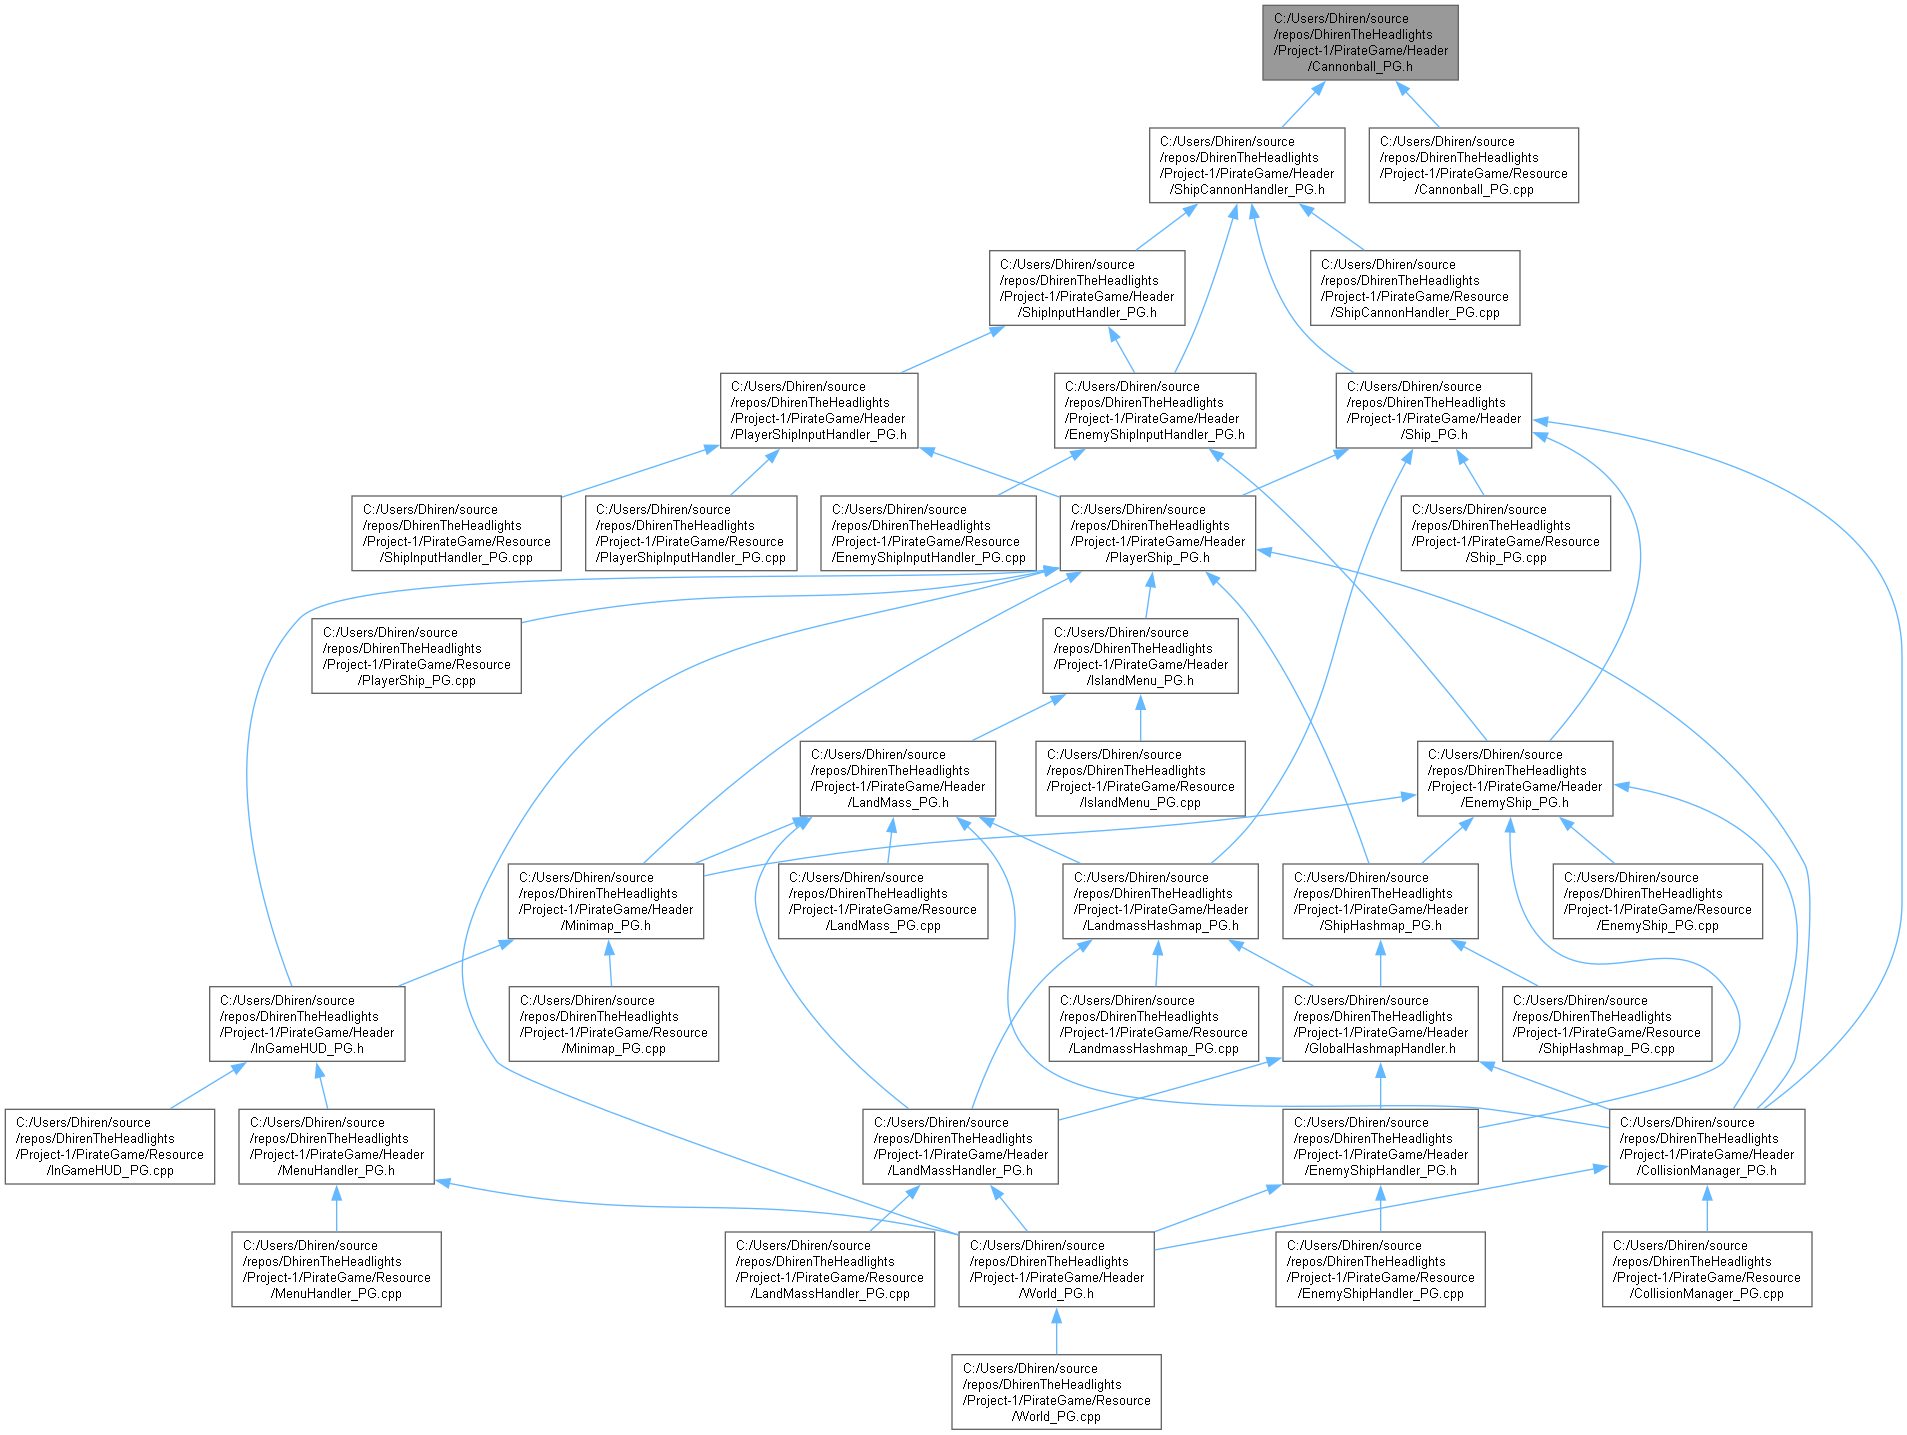 C:/Users/Dhiren/source
/repos/DhirenTheHeadlights
/Project-1/PirateGame/Header
/Cannonball_PG.h
C:/Users/Dhiren/source
/repos/DhirenTheHeadlights
/Project-1/PirateGame/Header
/ShipCannonHandler_PG.h
C:/Users/Dhiren/source
/repos/DhirenTheHeadlights
/Project-1/PirateGame/Resource
/Cannonball_PG.cpp
C:/Users/Dhiren/source
/repos/DhirenTheHeadlights
/Project-1/PirateGame/Header
/ShipInputHandler_PG.h
C:/Users/Dhiren/source
/repos/DhirenTheHeadlights
/Project-1/PirateGame/Resource
/ShipCannonHandler_PG.cpp
C:/Users/Dhiren/source
/repos/DhirenTheHeadlights
/Project-1/PirateGame/Header
/PlayerShipInputHandler_PG.h
C:/Users/Dhiren/source
/repos/DhirenTheHeadlights
/Project-1/PirateGame/Header
/EnemyShipInputHandler_PG.h
C:/Users/Dhiren/source
/repos/DhirenTheHeadlights
/Project-1/PirateGame/Header
/Ship_PG.h
C:/Users/Dhiren/source
/repos/DhirenTheHeadlights
/Project-1/PirateGame/Resource
/ShipInputHandler_PG.cpp
C:/Users/Dhiren/source
/repos/DhirenTheHeadlights
/Project-1/PirateGame/Resource
/PlayerShipInputHandler_PG.cpp
C:/Users/Dhiren/source
/repos/DhirenTheHeadlights
/Project-1/PirateGame/Resource
/EnemyShipInputHandler_PG.cpp
C:/Users/Dhiren/source
/repos/DhirenTheHeadlights
/Project-1/PirateGame/Header
/PlayerShip_PG.h
C:/Users/Dhiren/source
/repos/DhirenTheHeadlights
/Project-1/PirateGame/Resource
/Ship_PG.cpp
C:/Users/Dhiren/source
/repos/DhirenTheHeadlights
/Project-1/PirateGame/Resource
/PlayerShip_PG.cpp
C:/Users/Dhiren/source
/repos/DhirenTheHeadlights
/Project-1/PirateGame/Header
/IslandMenu_PG.h
C:/Users/Dhiren/source
/repos/DhirenTheHeadlights
/Project-1/PirateGame/Header
/LandMass_PG.h
C:/Users/Dhiren/source
/repos/DhirenTheHeadlights
/Project-1/PirateGame/Resource
/IslandMenu_PG.cpp
C:/Users/Dhiren/source
/repos/DhirenTheHeadlights
/Project-1/PirateGame/Header
/EnemyShip_PG.h
C:/Users/Dhiren/source
/repos/DhirenTheHeadlights
/Project-1/PirateGame/Header
/Minimap_PG.h
C:/Users/Dhiren/source
/repos/DhirenTheHeadlights
/Project-1/PirateGame/Resource
/LandMass_PG.cpp
C:/Users/Dhiren/source
/repos/DhirenTheHeadlights
/Project-1/PirateGame/Header
/LandmassHashmap_PG.h
C:/Users/Dhiren/source
/repos/DhirenTheHeadlights
/Project-1/PirateGame/Header
/ShipHashmap_PG.h
C:/Users/Dhiren/source
/repos/DhirenTheHeadlights
/Project-1/PirateGame/Resource
/EnemyShip_PG.cpp
C:/Users/Dhiren/source
/repos/DhirenTheHeadlights
/Project-1/PirateGame/Header
/InGameHUD_PG.h
C:/Users/Dhiren/source
/repos/DhirenTheHeadlights
/Project-1/PirateGame/Resource
/Minimap_PG.cpp
C:/Users/Dhiren/source
/repos/DhirenTheHeadlights
/Project-1/PirateGame/Resource
/LandmassHashmap_PG.cpp
C:/Users/Dhiren/source
/repos/DhirenTheHeadlights
/Project-1/PirateGame/Header
/GlobalHashmapHandler.h
C:/Users/Dhiren/source
/repos/DhirenTheHeadlights
/Project-1/PirateGame/Resource
/ShipHashmap_PG.cpp
C:/Users/Dhiren/source
/repos/DhirenTheHeadlights
/Project-1/PirateGame/Resource
/InGameHUD_PG.cpp
C:/Users/Dhiren/source
/repos/DhirenTheHeadlights
/Project-1/PirateGame/Header
/MenuHandler_PG.h
C:/Users/Dhiren/source
/repos/DhirenTheHeadlights
/Project-1/PirateGame/Header
/LandMassHandler_PG.h
C:/Users/Dhiren/source
/repos/DhirenTheHeadlights
/Project-1/PirateGame/Header
/EnemyShipHandler_PG.h
C:/Users/Dhiren/source
/repos/DhirenTheHeadlights
/Project-1/PirateGame/Header
/CollisionManager_PG.h
C:/Users/Dhiren/source
/repos/DhirenTheHeadlights
/Project-1/PirateGame/Resource
/MenuHandler_PG.cpp
C:/Users/Dhiren/source
/repos/DhirenTheHeadlights
/Project-1/PirateGame/Resource
/LandMassHandler_PG.cpp
C:/Users/Dhiren/source
/repos/DhirenTheHeadlights
/Project-1/PirateGame/Header
/World_PG.h
C:/Users/Dhiren/source
/repos/DhirenTheHeadlights
/Project-1/PirateGame/Resource
/EnemyShipHandler_PG.cpp
C:/Users/Dhiren/source
/repos/DhirenTheHeadlights
/Project-1/PirateGame/Resource
/CollisionManager_PG.cpp
C:/Users/Dhiren/source
/repos/DhirenTheHeadlights
/Project-1/PirateGame/Resource
/World_PG.cpp